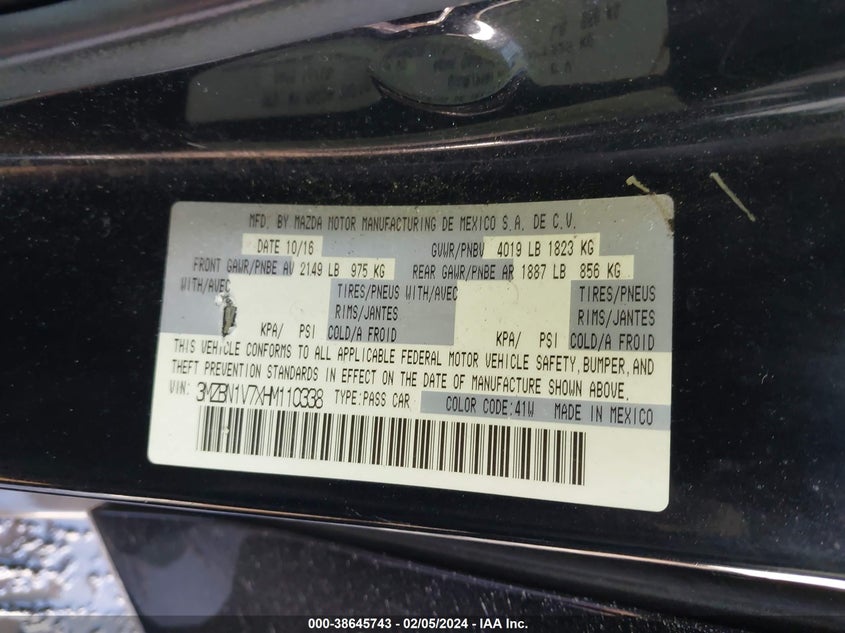 MFD. BY MAZDA MOTOR MANUFACTURING DE MEXICO S.A. DE C.V.
DATE 10/16 GVWR/PNBV 4019 LB 1823 KG
FRONT GAWR/PNBE AV 2149 LB 975 KG REAR GAWR/PNBE AR 1887 LB 856 KG
WITH/AVEC TIRES/PNEUS WITH/AVEC TIRES/PNEUS
RIMS/JANTES RIMS/JANTES
KPA/ PSI COLD/A FROID KPA/ PSI COLD/A FROID
THIS VEHICLE CONFORMS TO ALL APPLICABLE FEDERAL MOTOR VEHICLE SAFETY, BUMPER, AND
THEFT PREVENTION STANDARDS IN EFFECT ON THE DATE OF MANUFACTURE SHOWN ABOVE.
VIN: 3MZBN1V7XHM110338 TYPE:PASS CAR COLOR CODE:41W MADE IN MEXICO
000-38645743 - 02/05/2024 - IAA Inc.